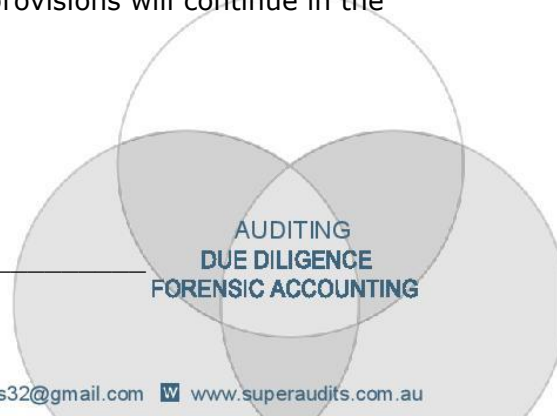 provisions will continue in the
AUDITING
DUE DILIGENCE
FORENSIC ACCOUNTING
s32@gmail.com W www.superaudits.com.au